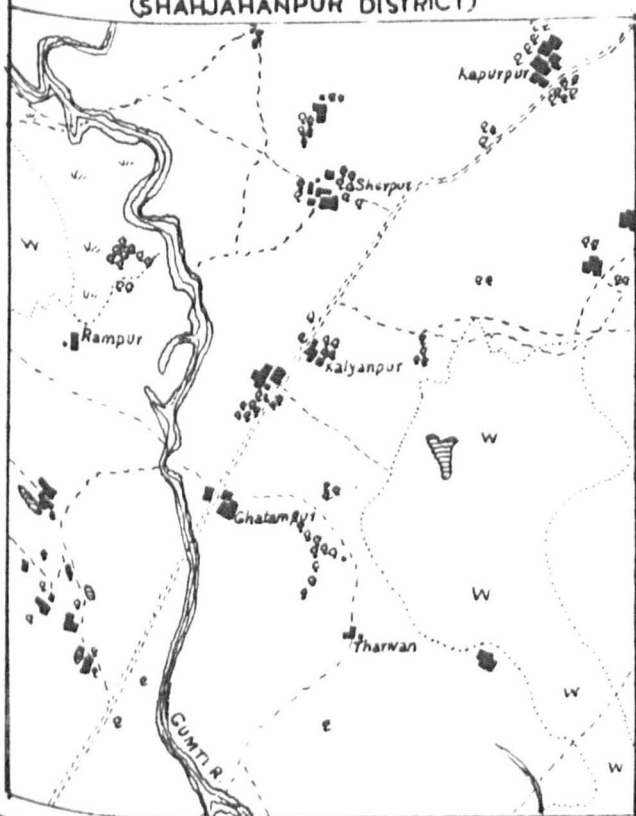 (SHAHJAHANPUR DISTRICT)
Kapurpur
Sherpur
W
Rampur
Kalyanpur
W
Ghatampur
W
Tharwan
W
GUMTI R.
W